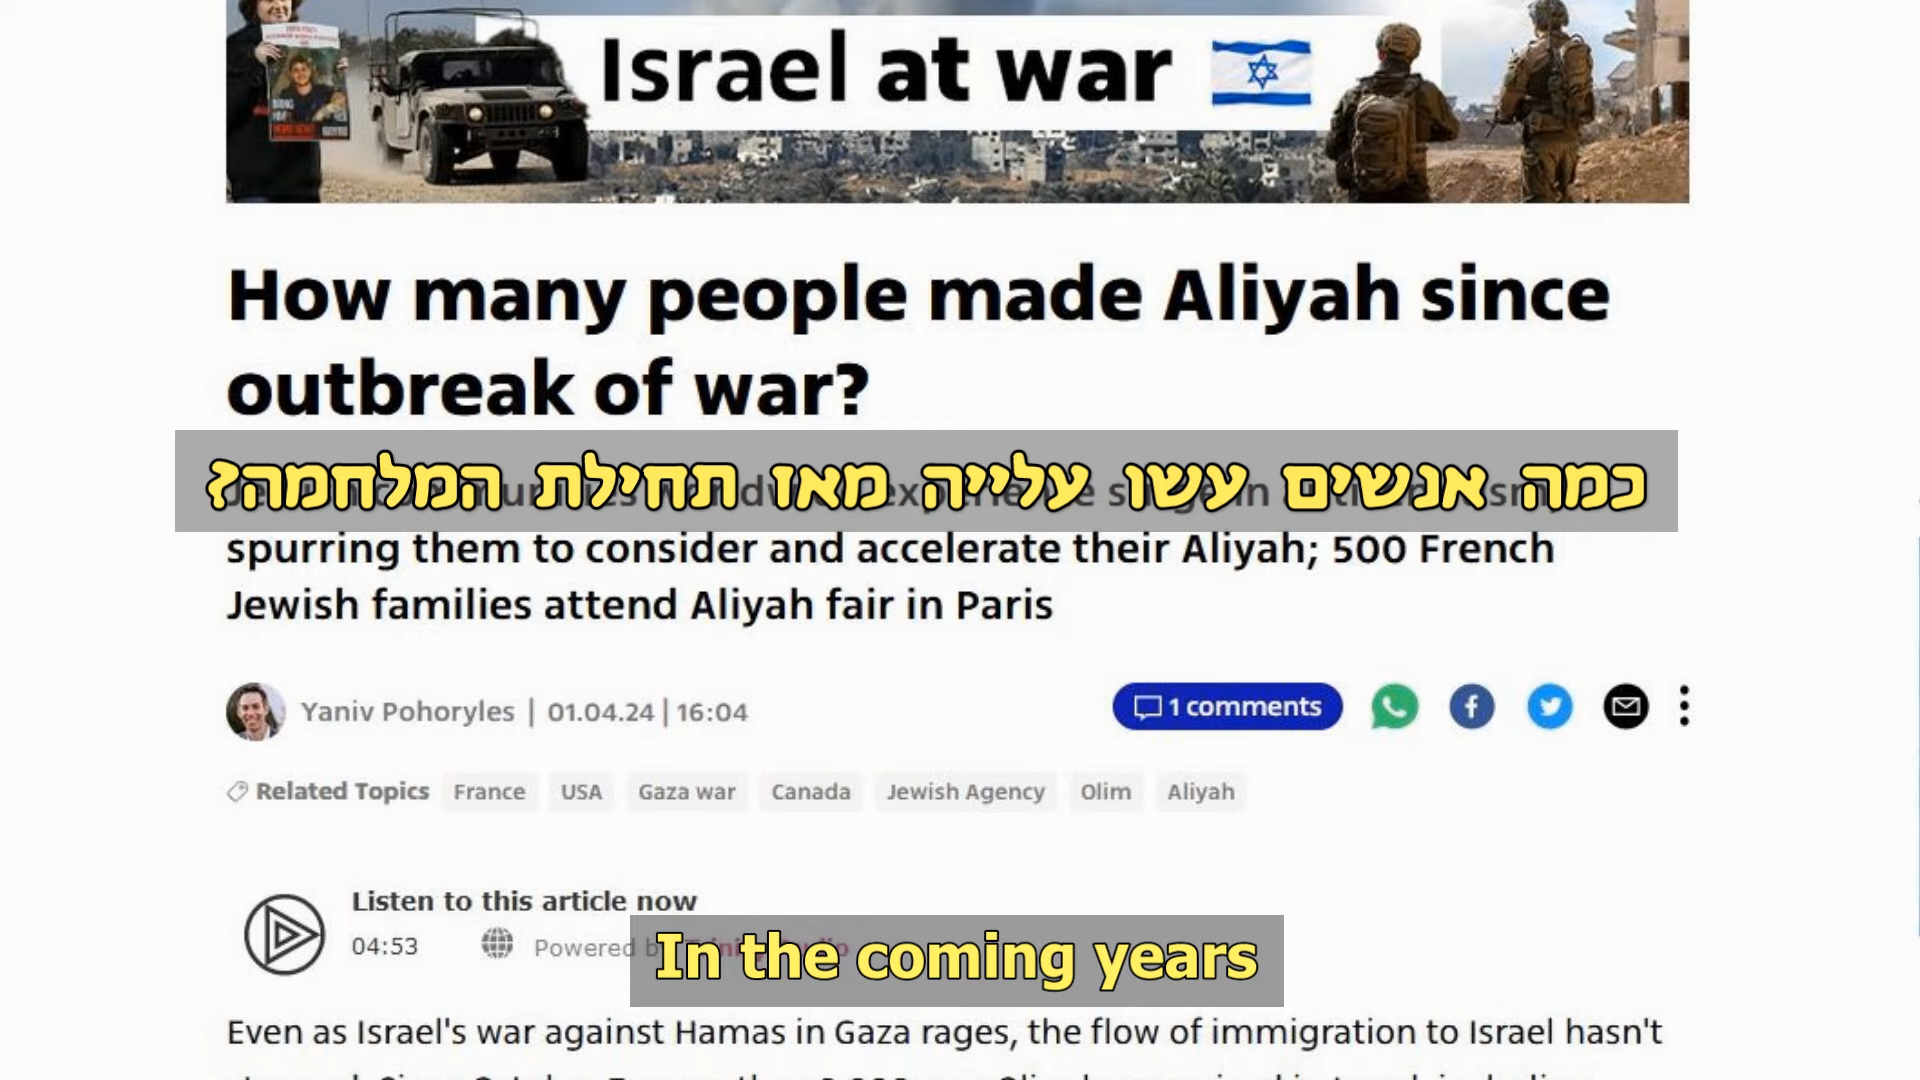 Israel at war
How many people made Aliyah since
outbreak of war?
כמה אנשים עשו עלייה מאז תחילת המלחמה?
spurring them to consider and accelerate their Aliyah; 500 French
Jewish families attend Aliyah fair in Paris
Yaniv Pohoryles | 01.04.24 | 16:04
1 comments
Related Topics France USA Gaza war Canada Jewish Agency Olim Aliyah
Listen to this article now
04:53 Powered
In the coming years
Even as Israel's war against Hamas in Gaza rages, the flow of immigration to Israel hasn't